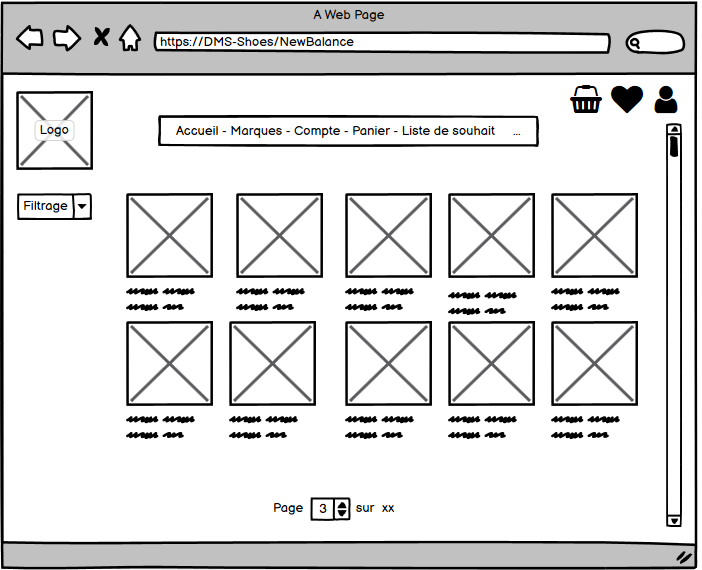 A Web Page
https://DMS-Shoes/NewBalance
Logo
Accueil - Marques - Compte - Panier - Liste de souhait ...
Filtrage
Page 3 sur xx